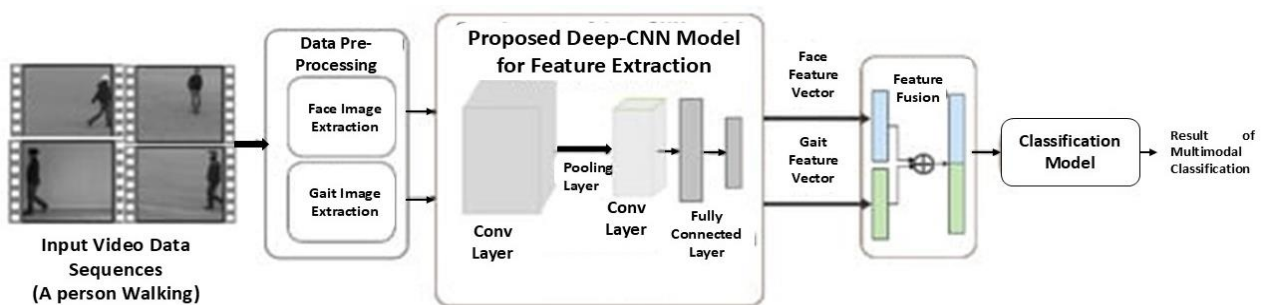 Input Video Data
Sequences
(A person Walking)
Data Pre-
Processing
Face Image
Extraction
Gait Image
Extraction
Proposed Deep-CNN Model
for Feature Extraction
Conv
Layer
Pooling
Layer
Conv
Layer
Fully
Connected
Layer
Face
Feature
Vector
Gait
Feature
Vector
Feature
Fusion
Classification
Model
Result of
Multimodal
Classification